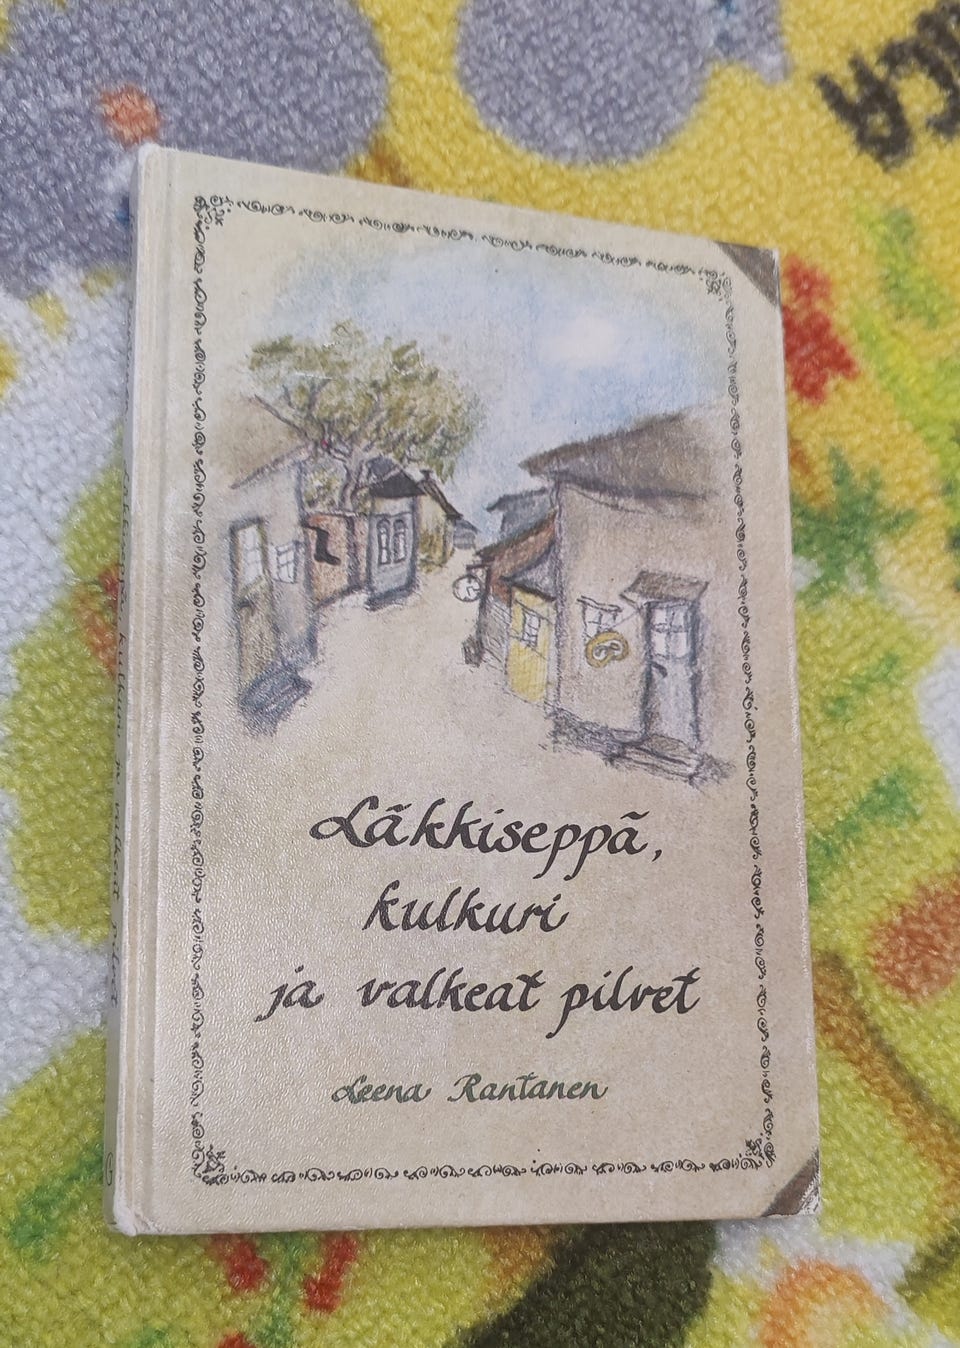 Läkkiseppä,
kulkuri
ja valkeat pilvet
Leena Rantanen